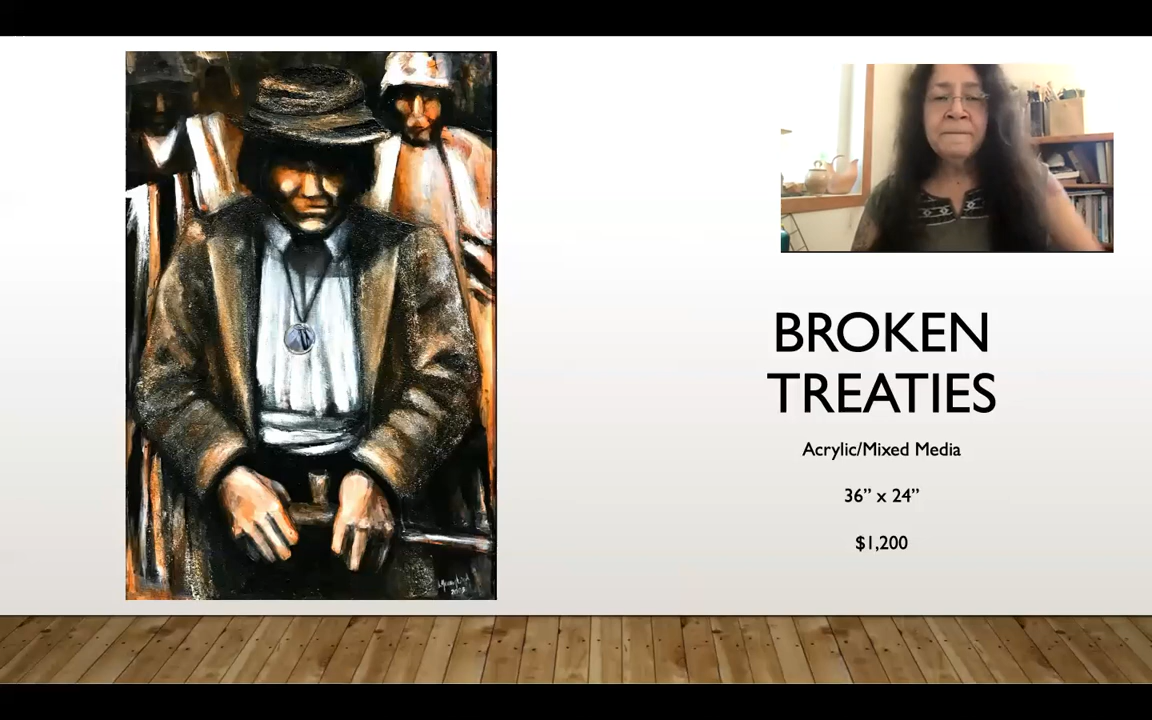 BROKEN
TREATIES
Acrylic/Mixed Media
36” x 24”
$1,200